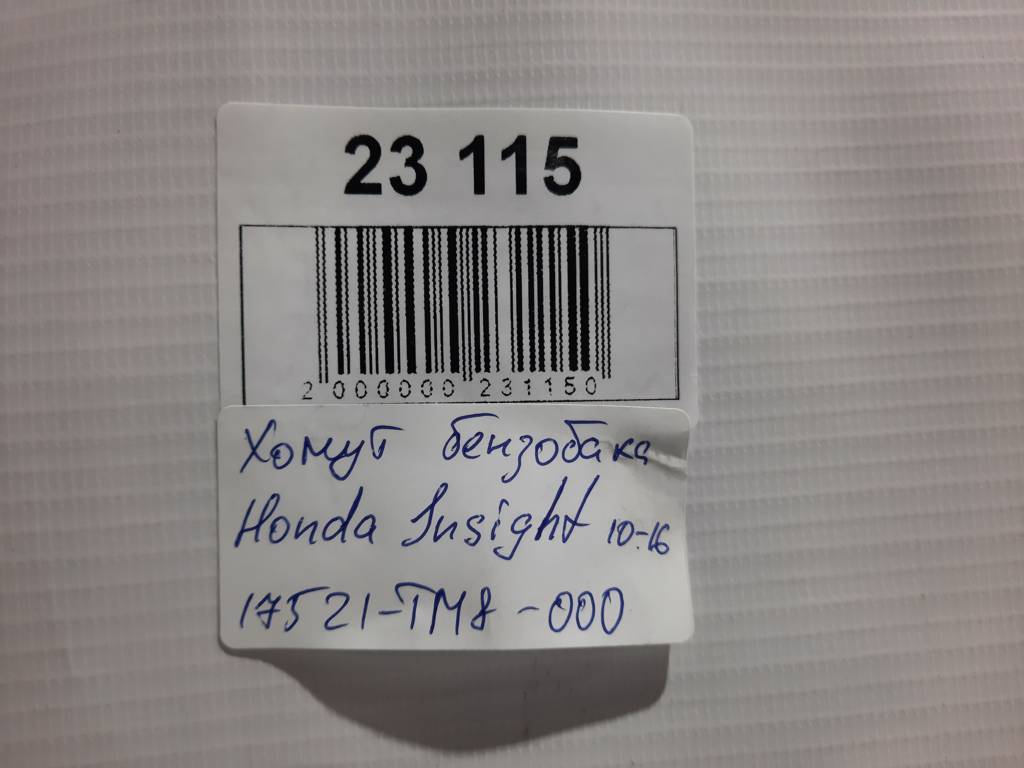 23 115
2 000000 231150
Хомут бензобака
Honda Insight 10-16
17521-TM8-000